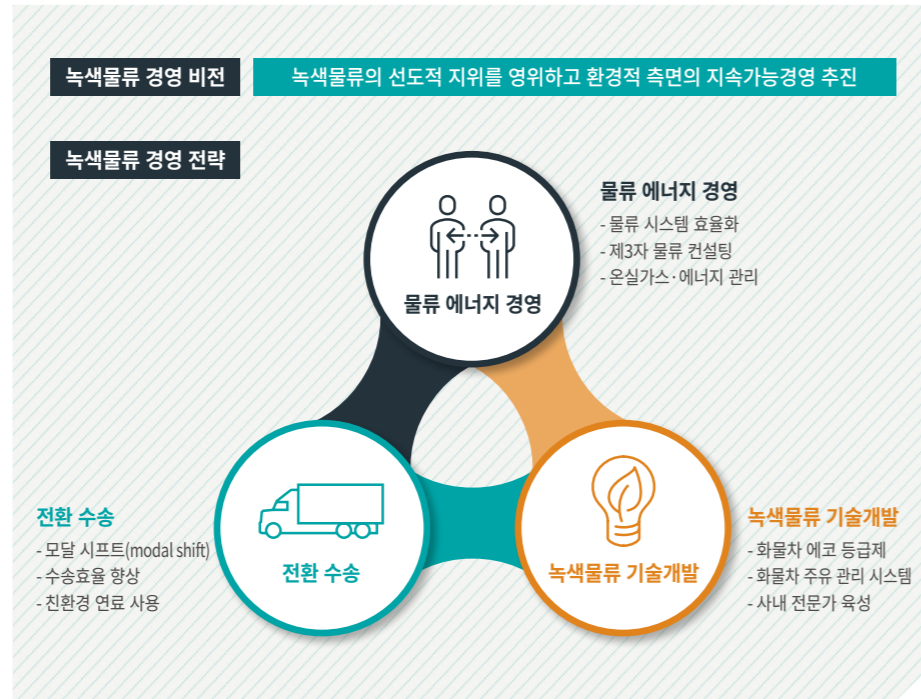 녹색물류 경영 비전
녹색물류의 선도적 지위를 영위하고 환경적 측면의 지속가능경영 추진
녹색물류 경영 전략
물류 에너지 경영
물류 에너지 경영
- 물류 시스템 효율화
- 제3자 물류 컨설팅
- 온실가스·에너지 관리
전환 수송
- 모달 시프트(modal shift)
- 수송효율 향상
- 친환경 연료 사용
전환 수송
녹색물류 기술개발
녹색물류 기술개발
- 화물차 에코 등급제
- 화물차 주유 관리 시스템
- 사내 전문가 육성